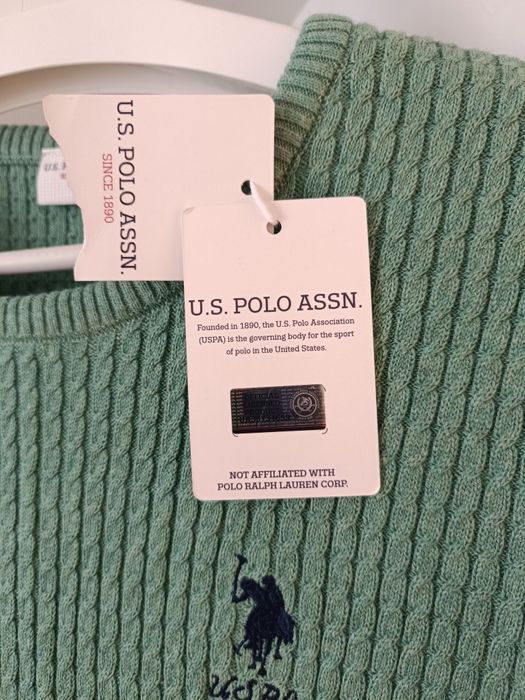 U.S. POLO ASSN.
SINCE 1890
U.S. POLO ASSN.
Founded in 1890, the U.S. Polo Association
(USPA) is the governing body for the sport
of polo in the United States.
NOT AFFILIATED WITH
POLO RALPH LAUREN CORP.
USPA